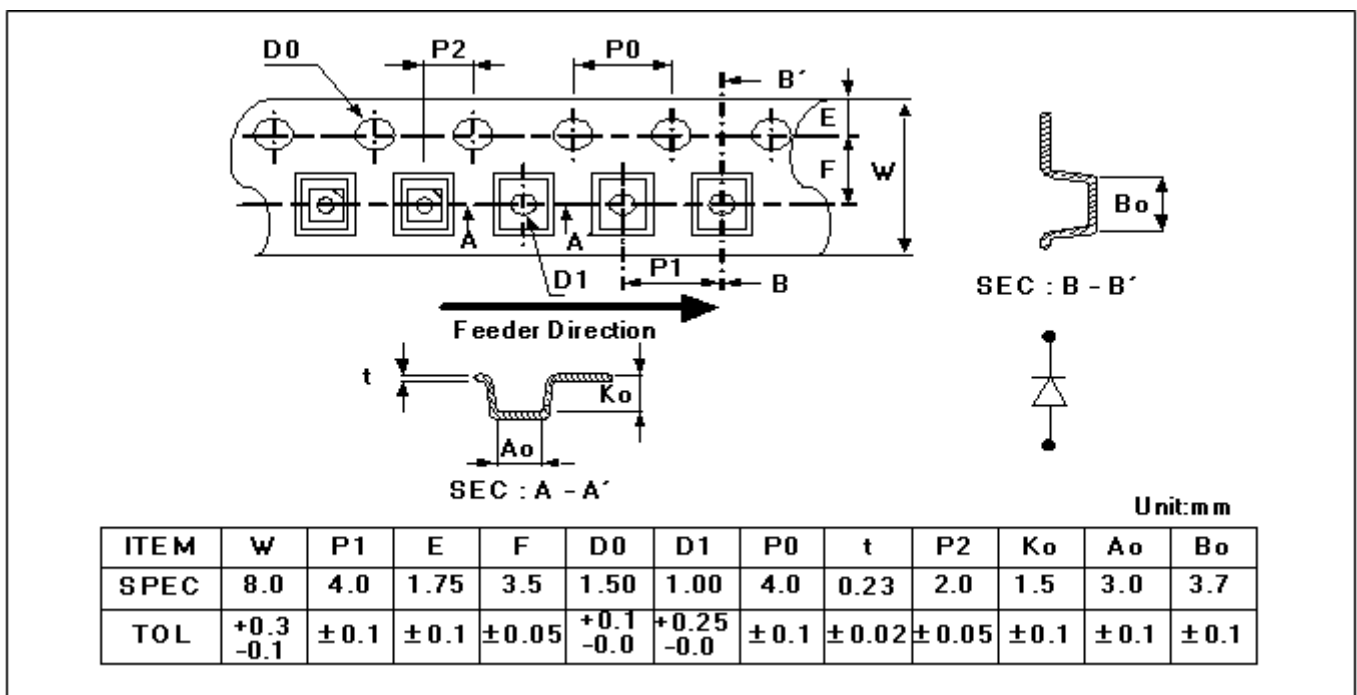 D0
P2
P0
B´
E
F
W
A
A´
D1
P1
B
Feeder Direction
Bo
SEC : B - B´
t
Ko
Ao
SEC : A - A´
Unit:mm
ITEM W P1 E F D0 D1 P0 t P2 Ko Ao Bo
SPEC 8.0 4.0 1.75 3.5 1.50 1.00 4.0 0.23 2.0 1.5 3.0 3.7
TOL +0.3 -0.1 ±0.1 ±0.1 ±0.05 +0.1 -0.0 +0.25 -0.0 ±0.1 ±0.02 ±0.05 ±0.1 ±0.1 ±0.1